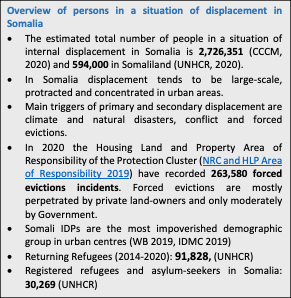 Overview of persons in a situation of displacement in
Somalia
• The estimated total number of people in a situation of
internal displacement in Somalia is 2,726,351 (CCCM,
2020) and 594,000 in Somaliland (UNHCR, 2020).
• In Somalia displacement tends to be large-scale,
protracted and concentrated in urban areas.
• Main triggers of primary and secondary displacement are
climate and natural disasters, conflict and forced
evictions.
• In 2020 the Housing Land and Property Area of
Responsibility of the Protection Cluster (NRC and HLP Area
of Responsibility 2019) have recorded 263,580 forced
evictions incidents. Forced evictions are mostly
perpetrated by private land-owners and only moderately
by Government.
• Somali IDPs are the most impoverished demographic
group in urban centres (WB 2019, IDMC 2019)
• Returning Refugees (2014-2020): 91,828, (UNHCR)
• Registered refugees and asylum-seekers in Somalia:
30,269 (UNHCR)